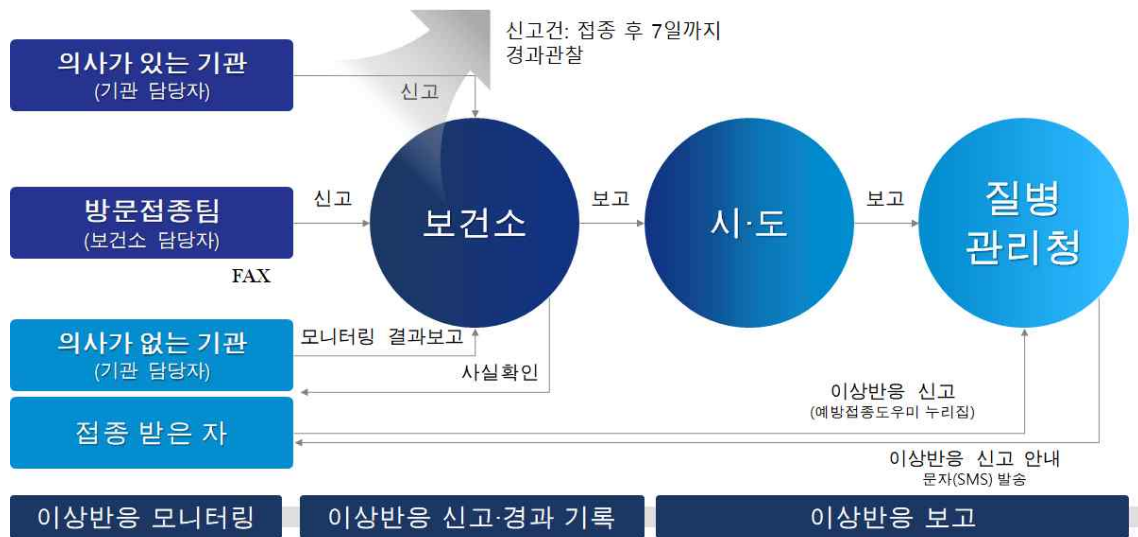 신고건: 접종 후 7일까지
경과관찰
의사가 있는 기관
(기관 담당자)
신고
방문접종팀
(보건소 담당자)
신고
FAX
보건소
보고
시·도
보고
질병
관리청
의사가 없는 기관
(기관 담당자)
모니터링 결과보고
사실확인
접종 받은 자
이상반응 신고
(예방접종도우미 누리집)
이상반응 신고 안내
문자(SMS) 발송
이상반응 모니터링
이상반응 신고·경과 기록
이상반응 보고